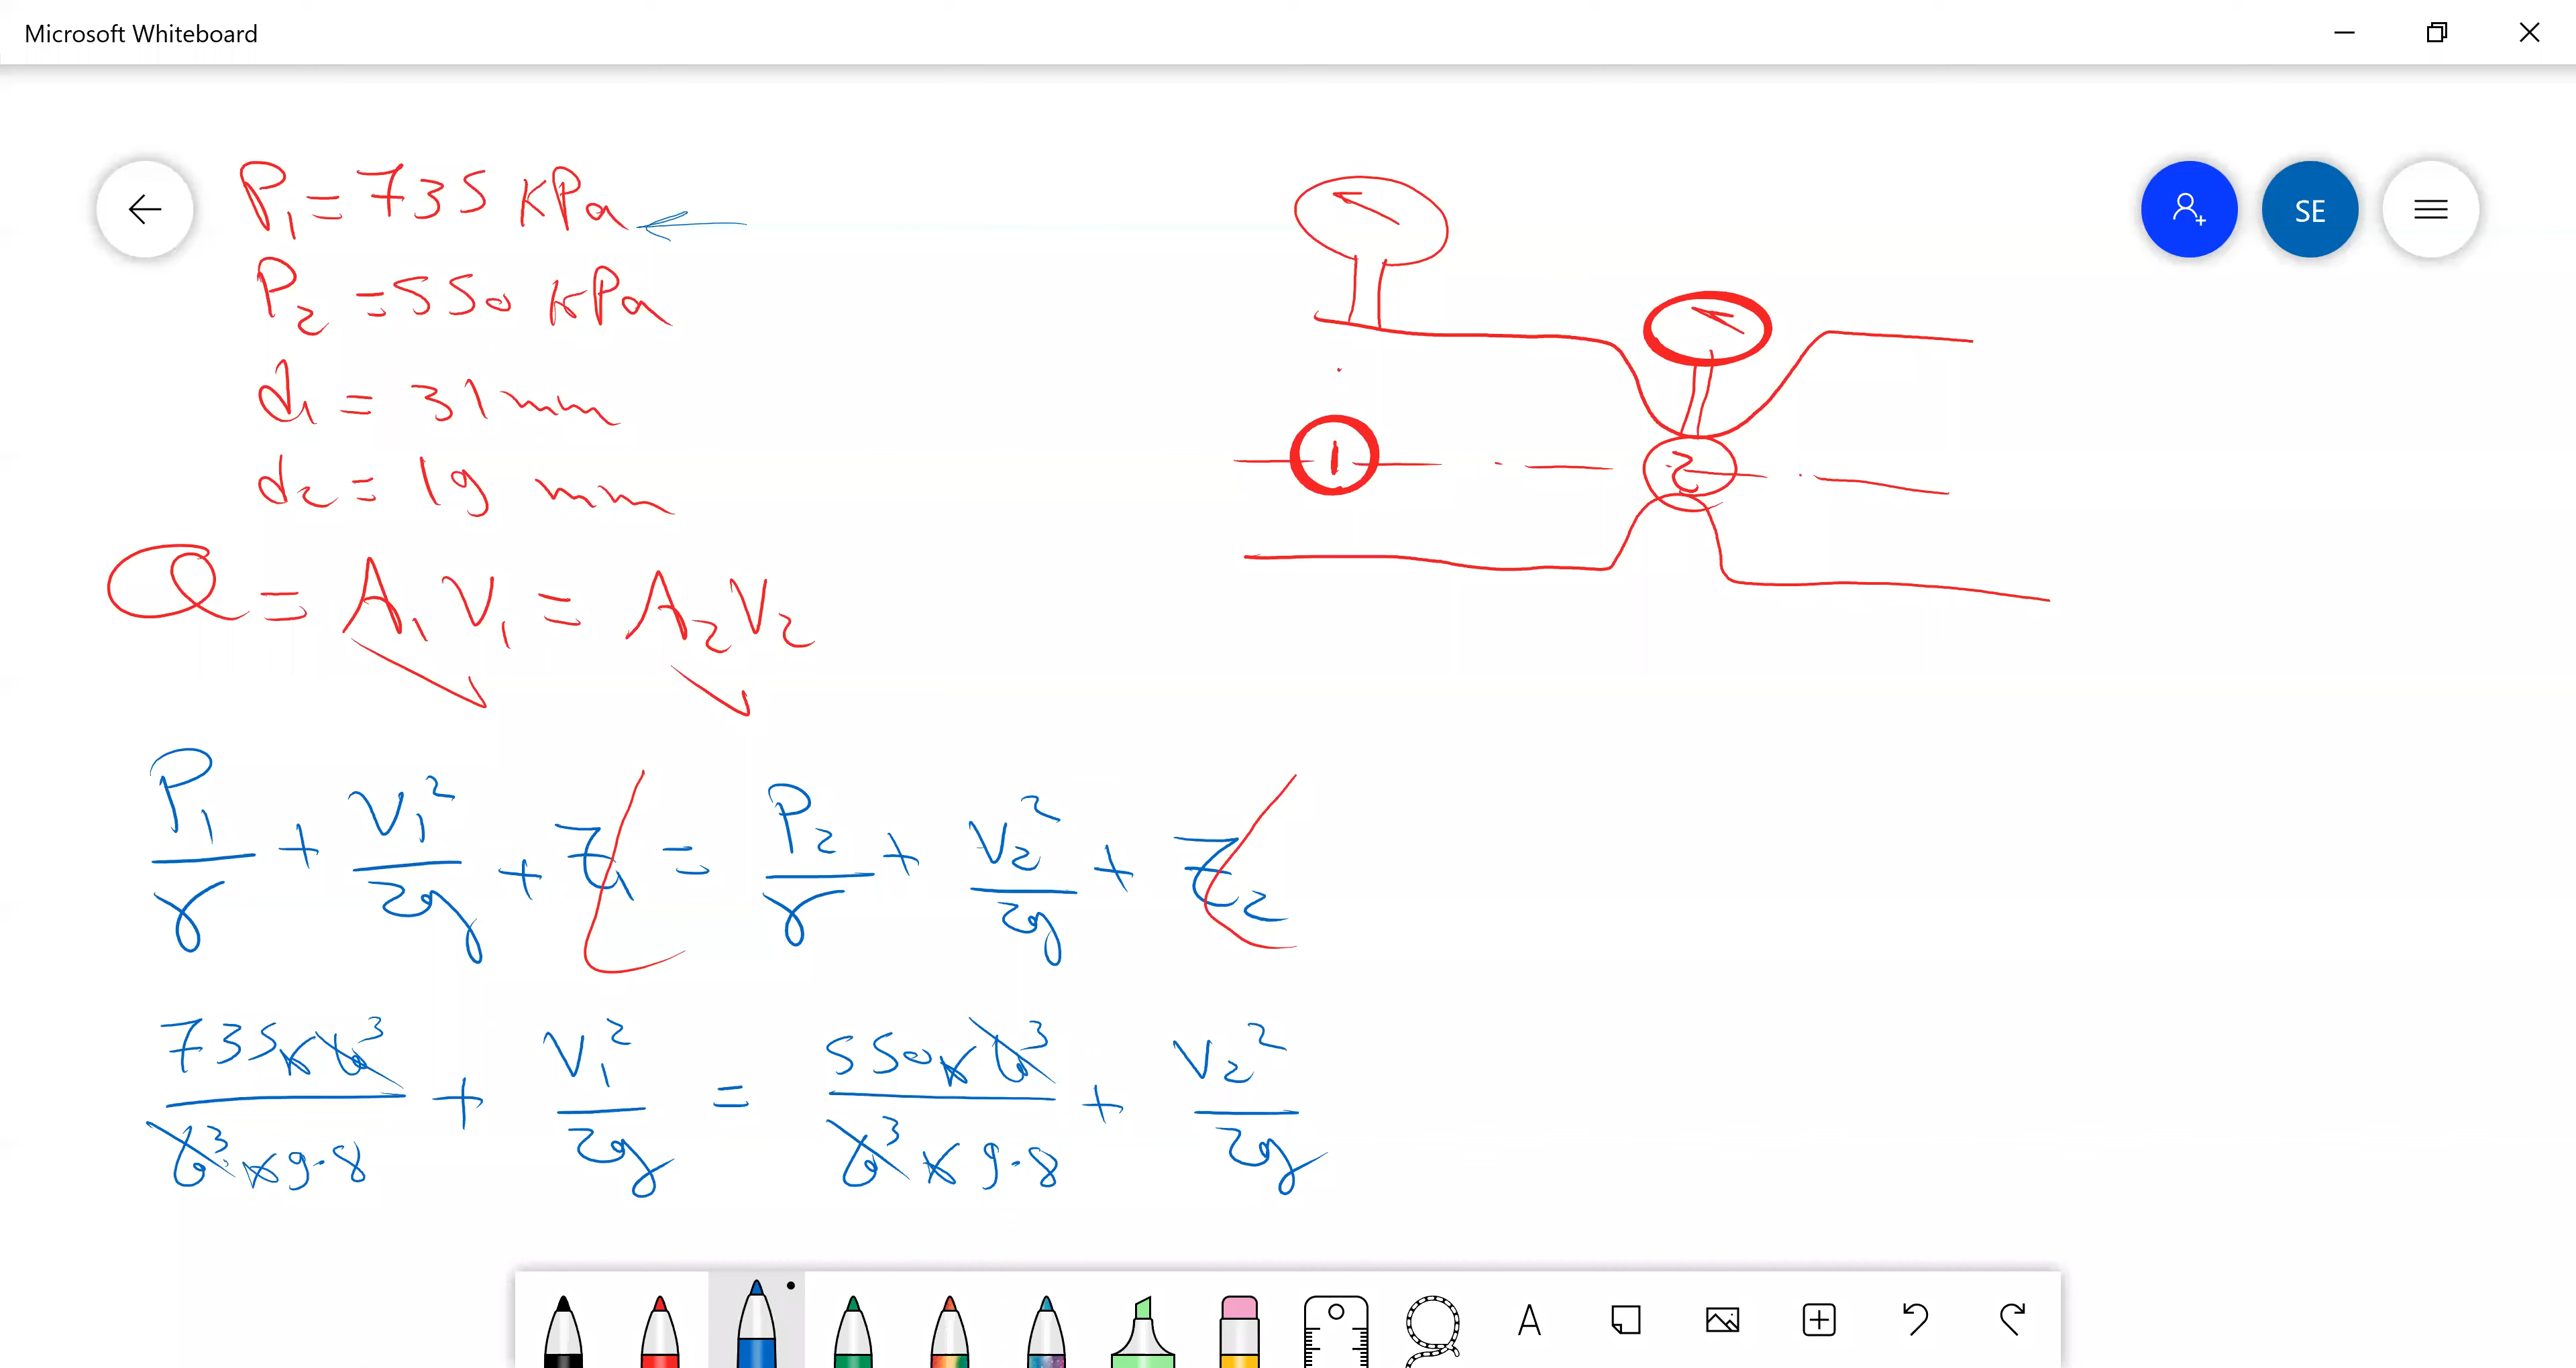 Microsoft Whiteboard
P₁ = 735 kPa
P₂ = 550 kPa
d₁ = 31 mm
d₂ = 19 mm
Q = A₁V₁ = A₂V₂
P₁/γ + V₁²/2g + Z₁ = P₂/γ + V₂²/2g + Z₂
735×10³/10³×9.8 + V₁²/2g = 550×10³/10³×9.8 + V₂²/2g
1
2
SE
A